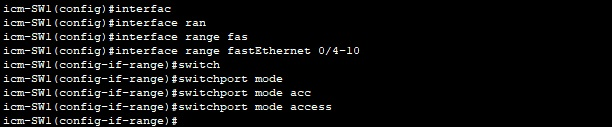 icm-SW1(config)#interfac
icm-SW1(config)#interface ran
icm-SW1(config)#interface range fas
icm-SW1(config)#interface range fastEthernet 0/4-10
icm-SW1(config-if-range)#switch
icm-SW1(config-if-range)#switchport mode
icm-SW1(config-if-range)#switchport mode acc
icm-SW1(config-if-range)#switchport mode access
icm-SW1(config-if-range)#